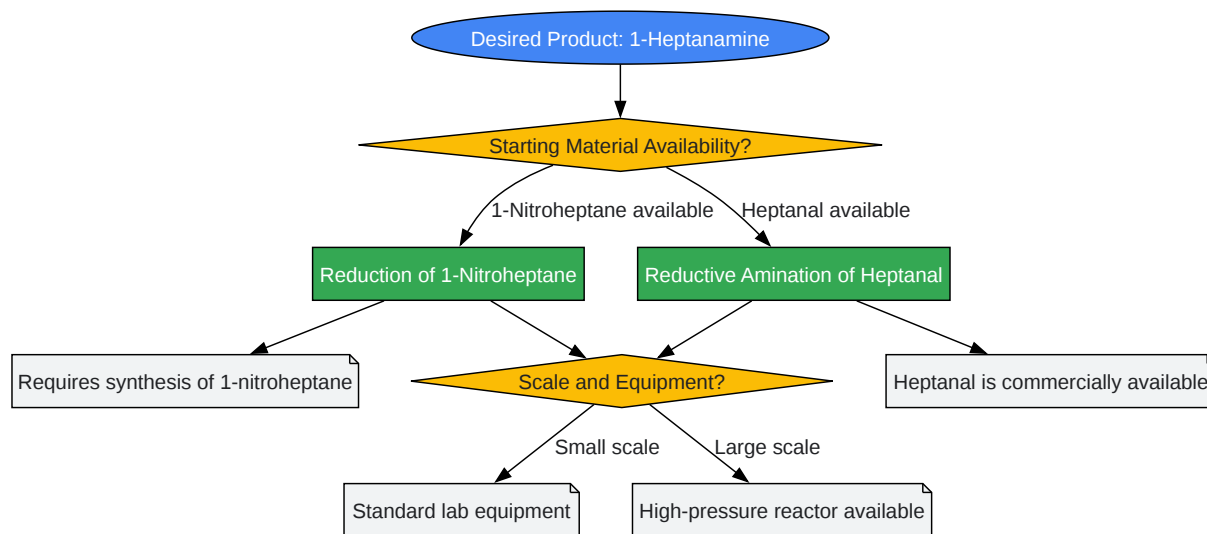 Desired Product: 1-Heptanamine
Starting Material Availability?
1-Nitroheptane available
Heptanal available
Reduction of 1-Nitroheptane
Reductive Amination of Heptanal
Requires synthesis of 1-nitroheptane
Scale and Equipment?
Heptanal is commercially available
Small scale
Large scale
Standard lab equipment
High-pressure reactor available